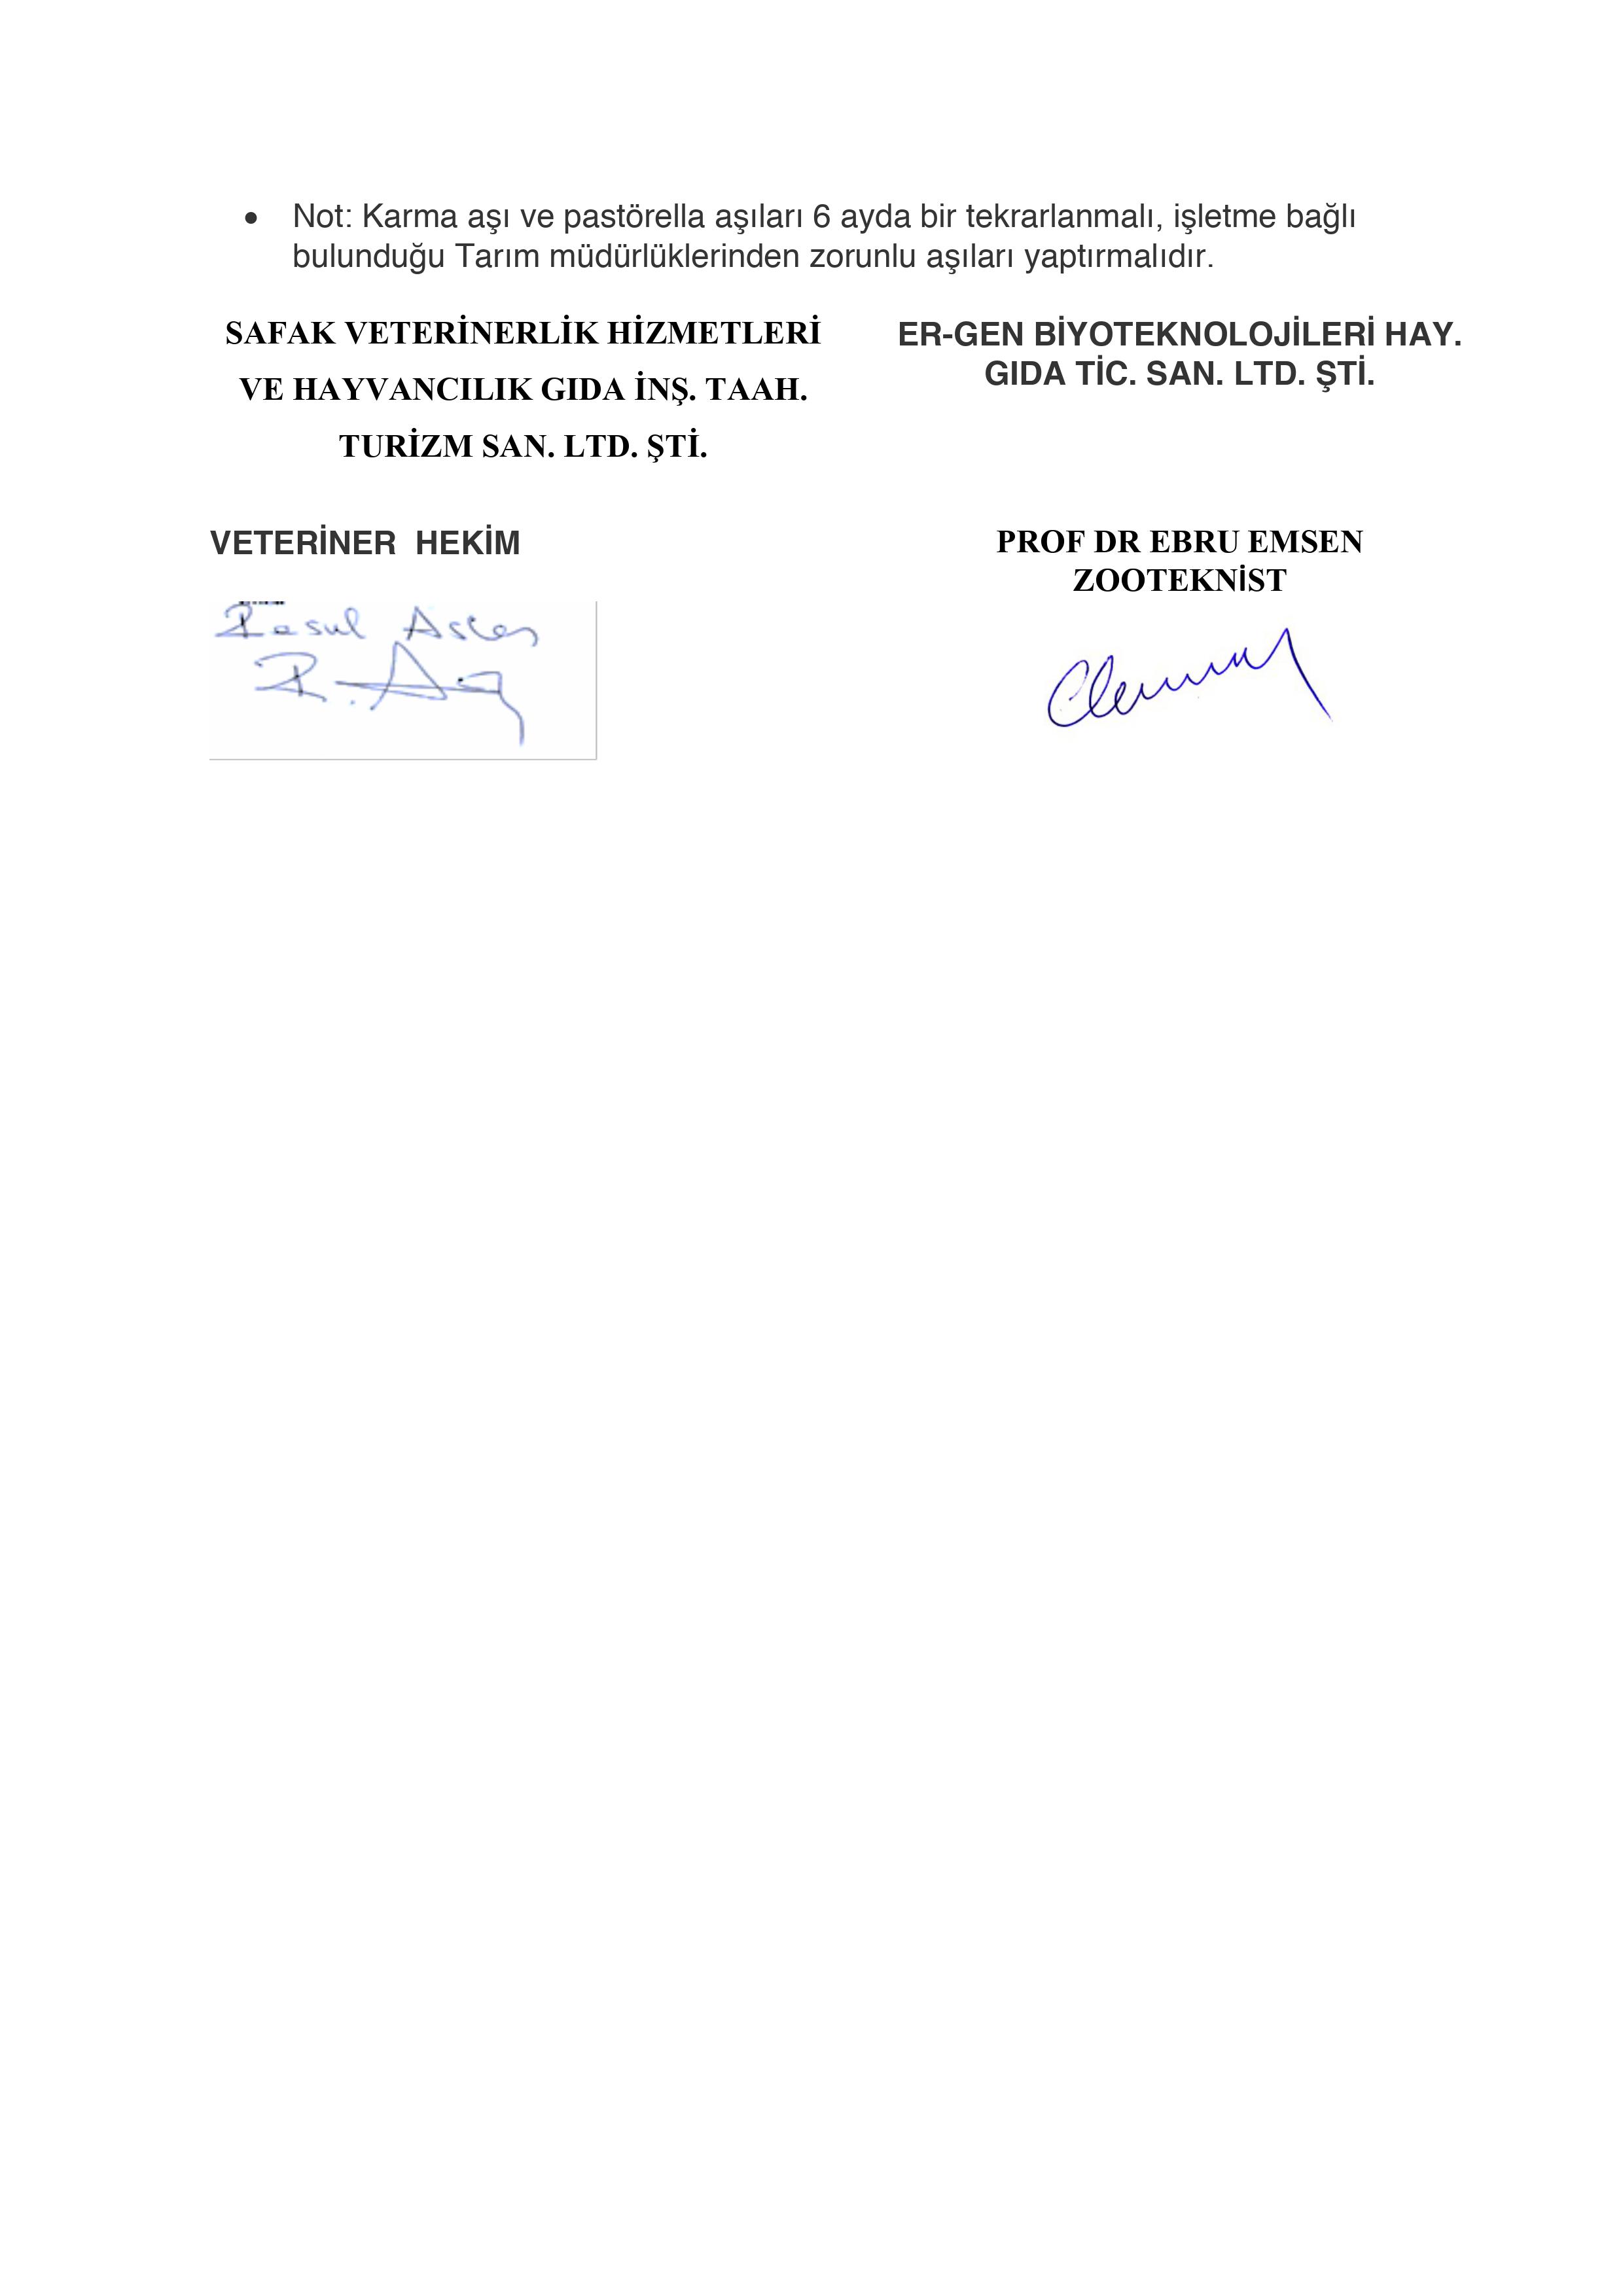 • Not: Karma aşı ve pastörella aşıları 6 ayda bir tekrarlanmalı, işletme bağlı
bulunduğu Tarım müdürlüklerinden zorunlu aşıları yaptırmalıdır.
SAFAK VETERİNERLİK HİZMETLERİ
VE HAYVANCILIK GIDA İNŞ. TAAH.
TURİZM SAN. LTD. ŞTİ.
ER-GEN BİYOTEKNOLOJİLERİ HAY.
GIDA TİC. SAN. LTD. ŞTİ.
VETERİNER HEKİM
Rasul
PROF DR EBRU EMSEN
ZOOTEKNİST